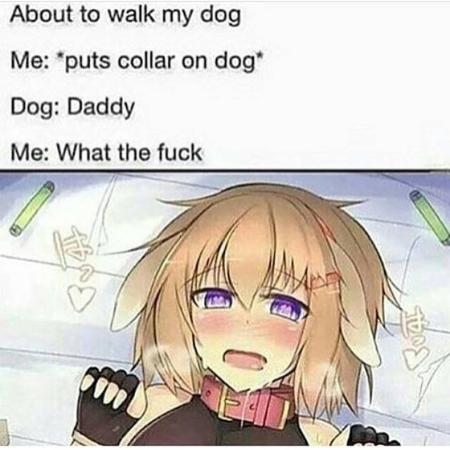 About to walk my dog
Me: *puts collar on dog*
Dog: Daddy
Me: What the fuck
はっ♡
はっ♡